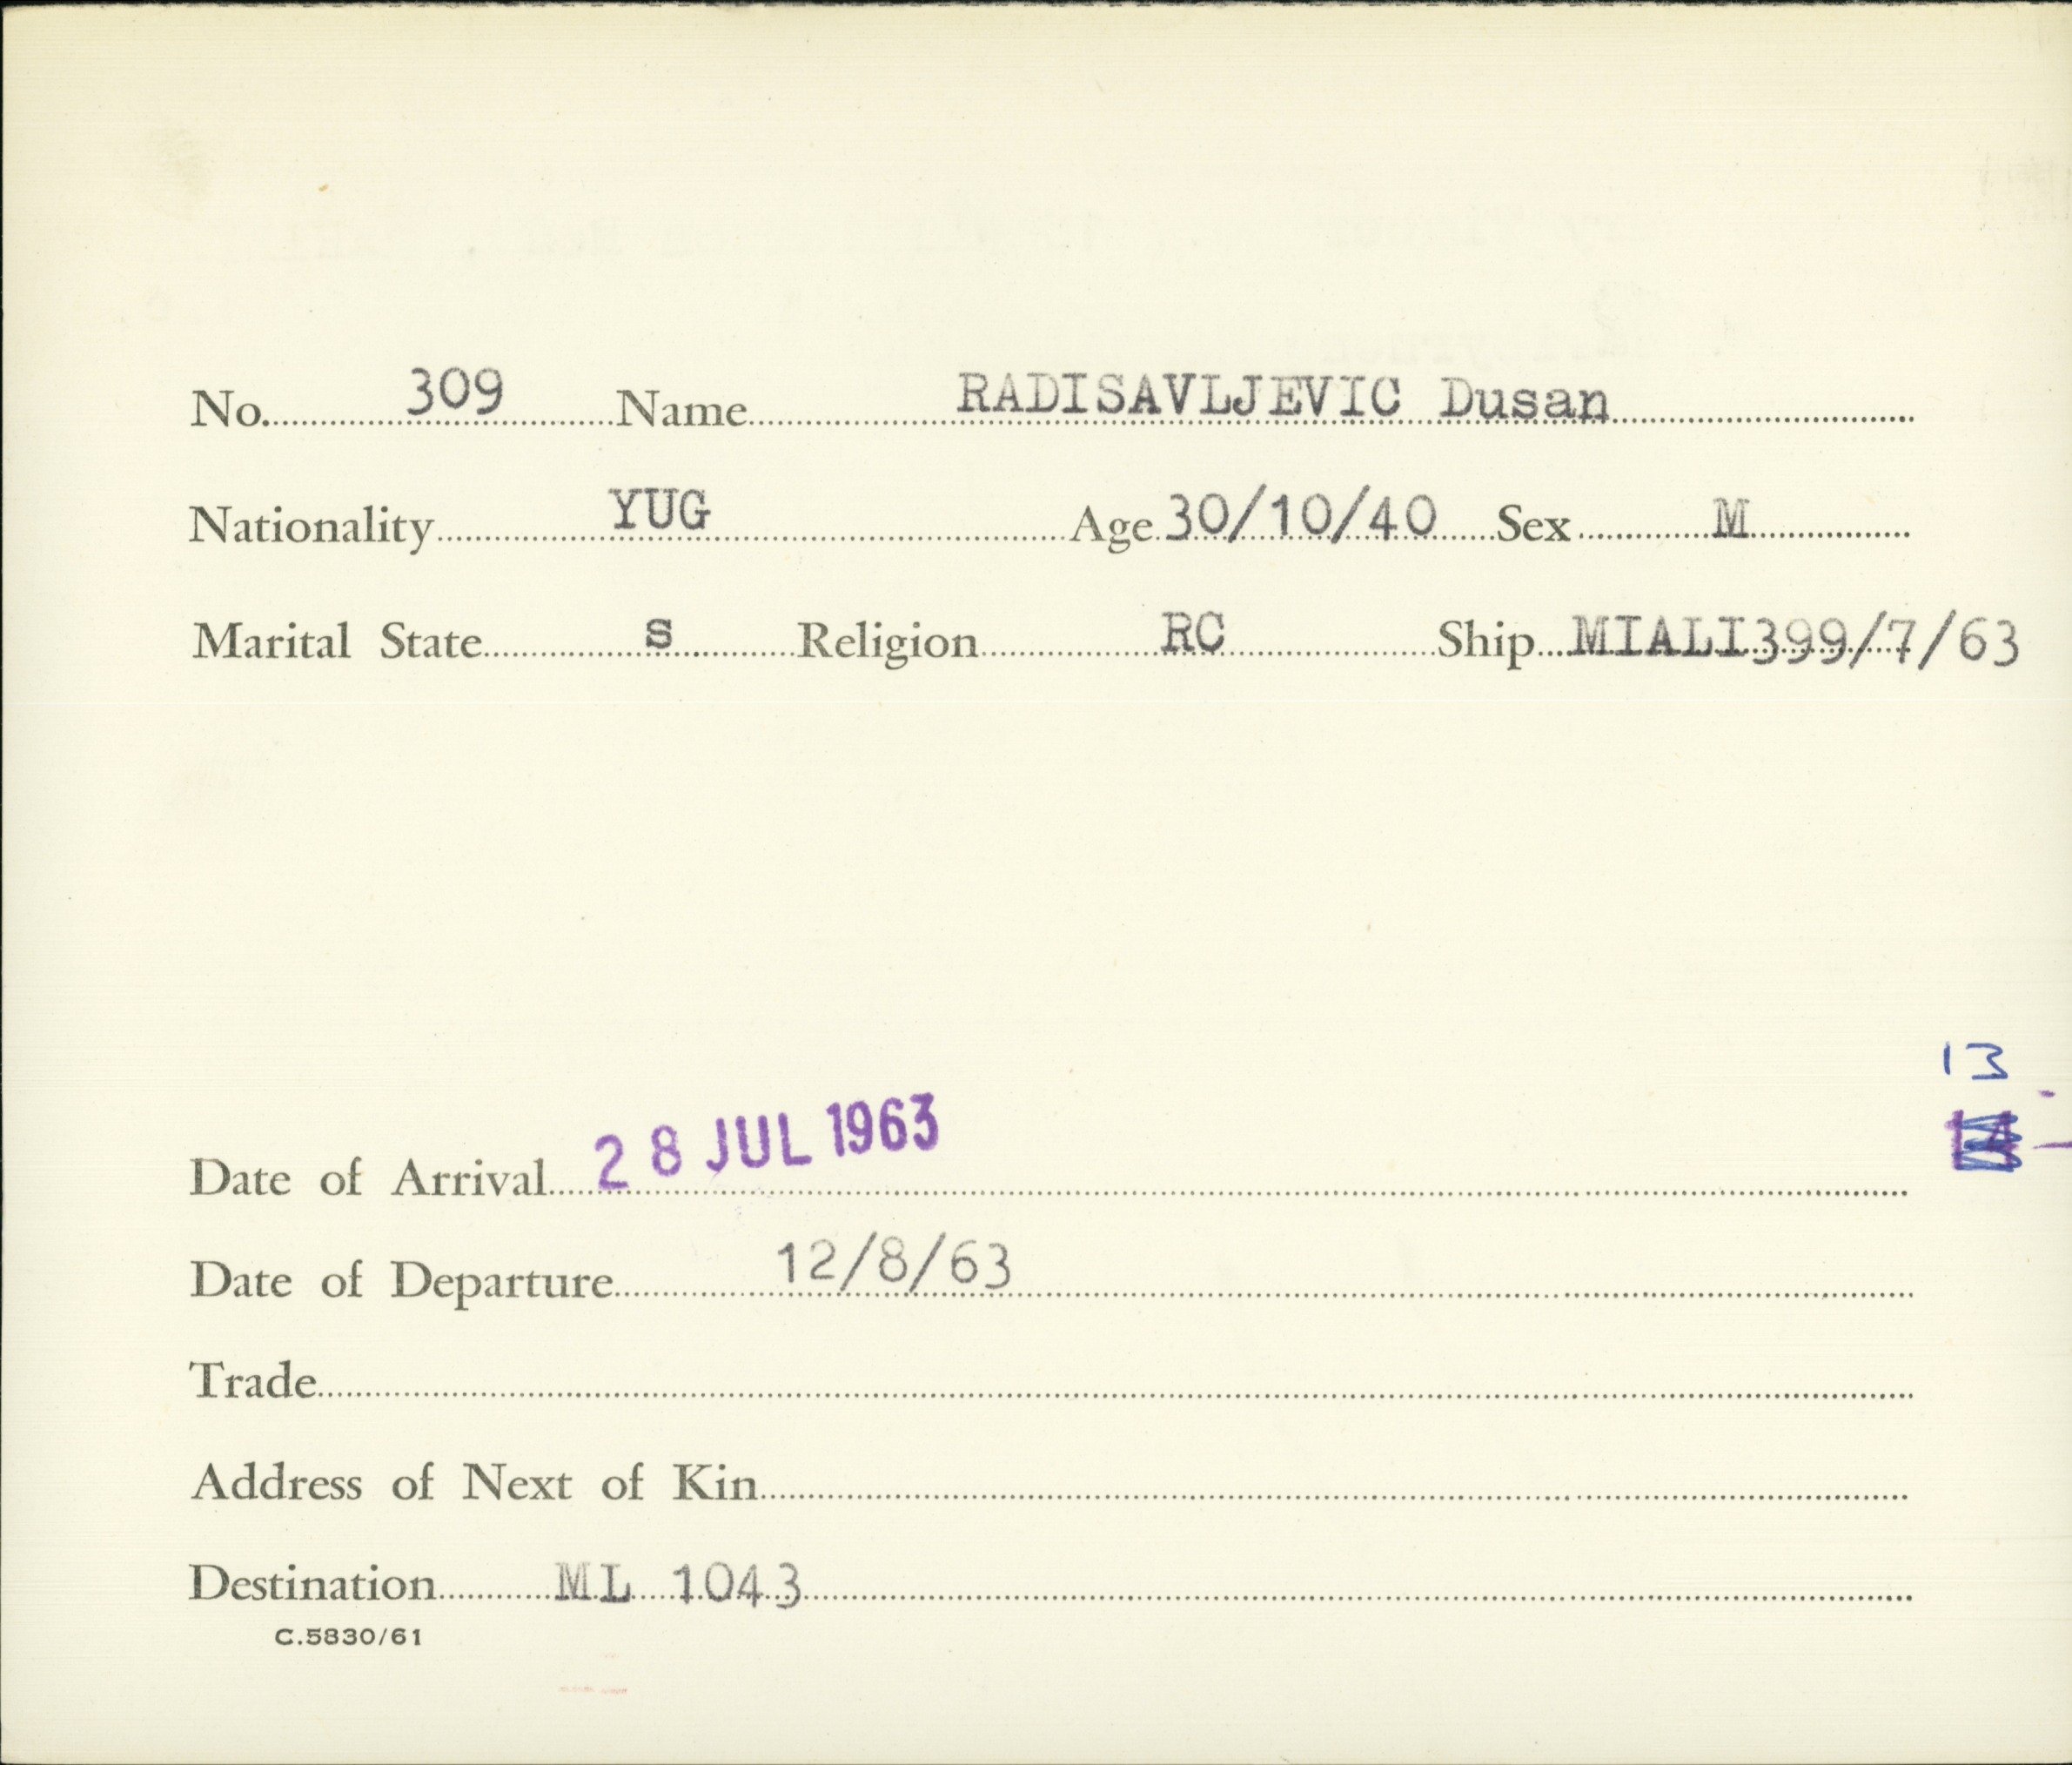 No. 309 Name RADISAVLJEVIC Dusan
Nationality YUG Age 30/10/40 Sex M
Marital State s Religion RC Ship MIALI399/7/63
13
14
Date of Arrival 28 JUL 1963
Date of Departure 12/8/63
Trade
Address of Next of Kin
Destination ML 1043
C.5830/61